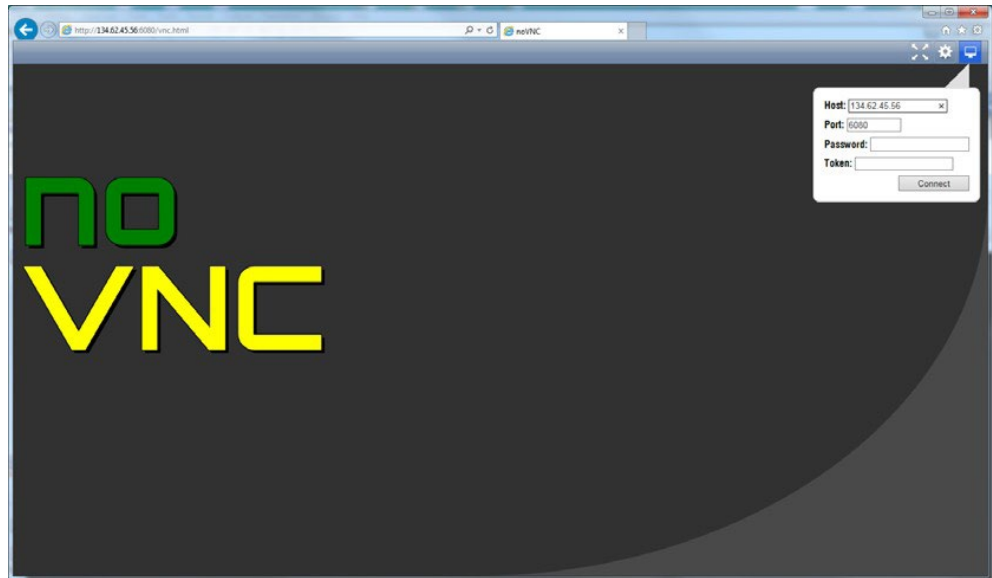 http://134.62.45.56:6080/vnc.html
noVNC
Host: 134.62.45.56
Port: 6080
Password:
Token:
Connect
no
VNC